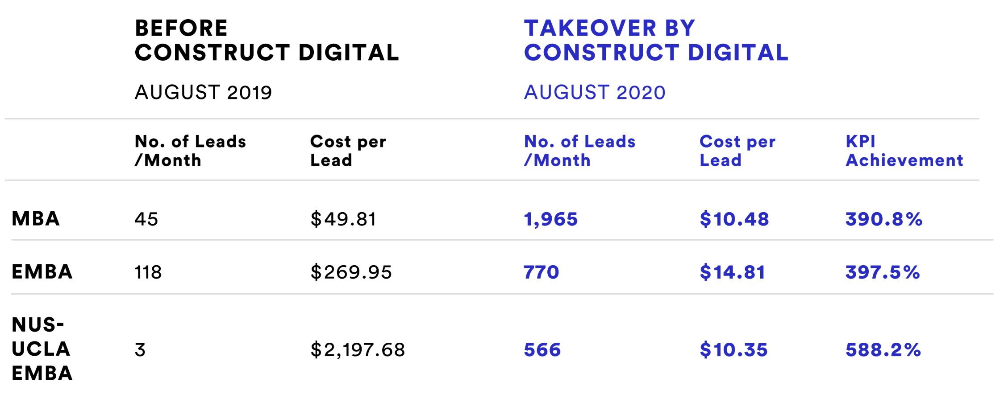 BEFORE
CONSTRUCT DIGITAL
AUGUST 2019
TAKEOVER BY
CONSTRUCT DIGITAL
AUGUST 2020
No. of Leads
/Month
Cost per
Lead
No. of Leads
/Month
Cost per
Lead
KPI
Achievement
MBA 45 $49.81 1,965 $10.48 390.8%
EMBA 118 $269.95 770 $14.81 397.5%
NUS-
UCLA
EMBA
3 $2,197.68 566 $10.35 588.2%